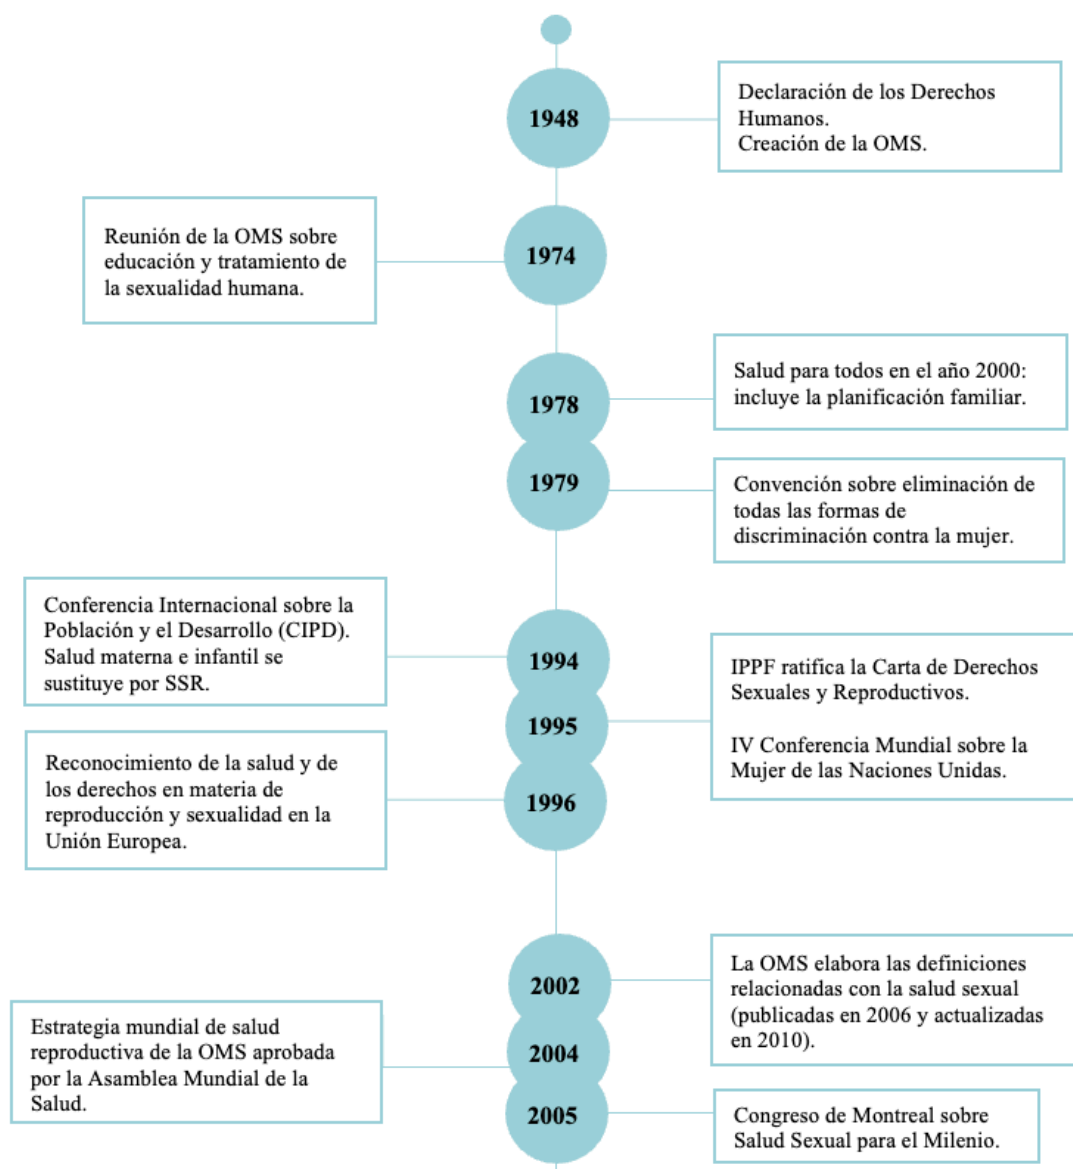 1948
Declaración de los Derechos
Humanos.
Creación de la OMS.
1974
Reunión de la OMS sobre
educación y tratamiento de
la sexualidad humana.
1978
Salud para todos en el año 2000:
incluye la planificación familiar.
1979
Convención sobre eliminación de
todas las formas de
discriminación contra la mujer.
1994
Conferencia Internacional sobre la
Población y el Desarrollo (CIPD).
Salud materna e infantil se
sustituye por SSR.
1995
IPPF ratifica la Carta de Derechos
Sexuales y Reproductivos.
IV Conferencia Mundial sobre la
Mujer de las Naciones Unidas.
1996
Reconocimiento de la salud y de
los derechos en materia de
reproducción y sexualidad en la
Unión Europea.
2002
La OMS elabora las definiciones
relacionadas con la salud sexual
(publicadas en 2006 y actualizadas
en 2010).
2004
Estrategia mundial de salud
reproductiva de la OMS aprobada
por la Asamblea Mundial de la
Salud.
2005
Congreso de Montreal sobre
Salud Sexual para el Milenio.